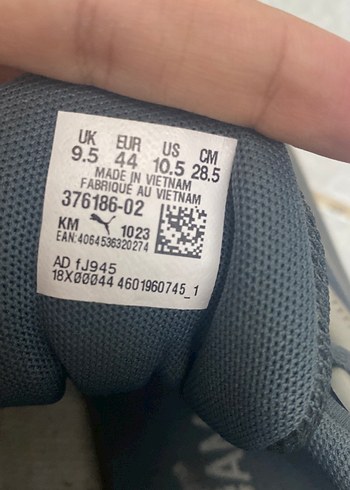 UK EUR US CM
9.5 44 10.5 28.5
MADE IN VIETNAM
FABRIQUÉ AU VIETNAM
376186-02
KM 1023
EAN:4064536320274
AD fJ945
18X00044 4601960745_1